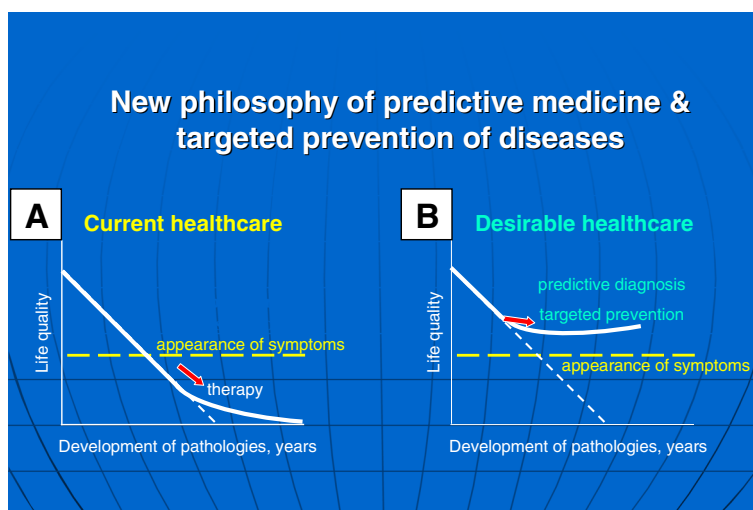 New philosophy of predictive medicine &
targeted prevention of diseases
A
Current healthcare
Life quality
appearance of symptoms
therapy
Development of pathologies, years
B
Desirable healthcare
Life quality
predictive diagnosis
targeted prevention
appearance of symptoms
Development of pathologies, years